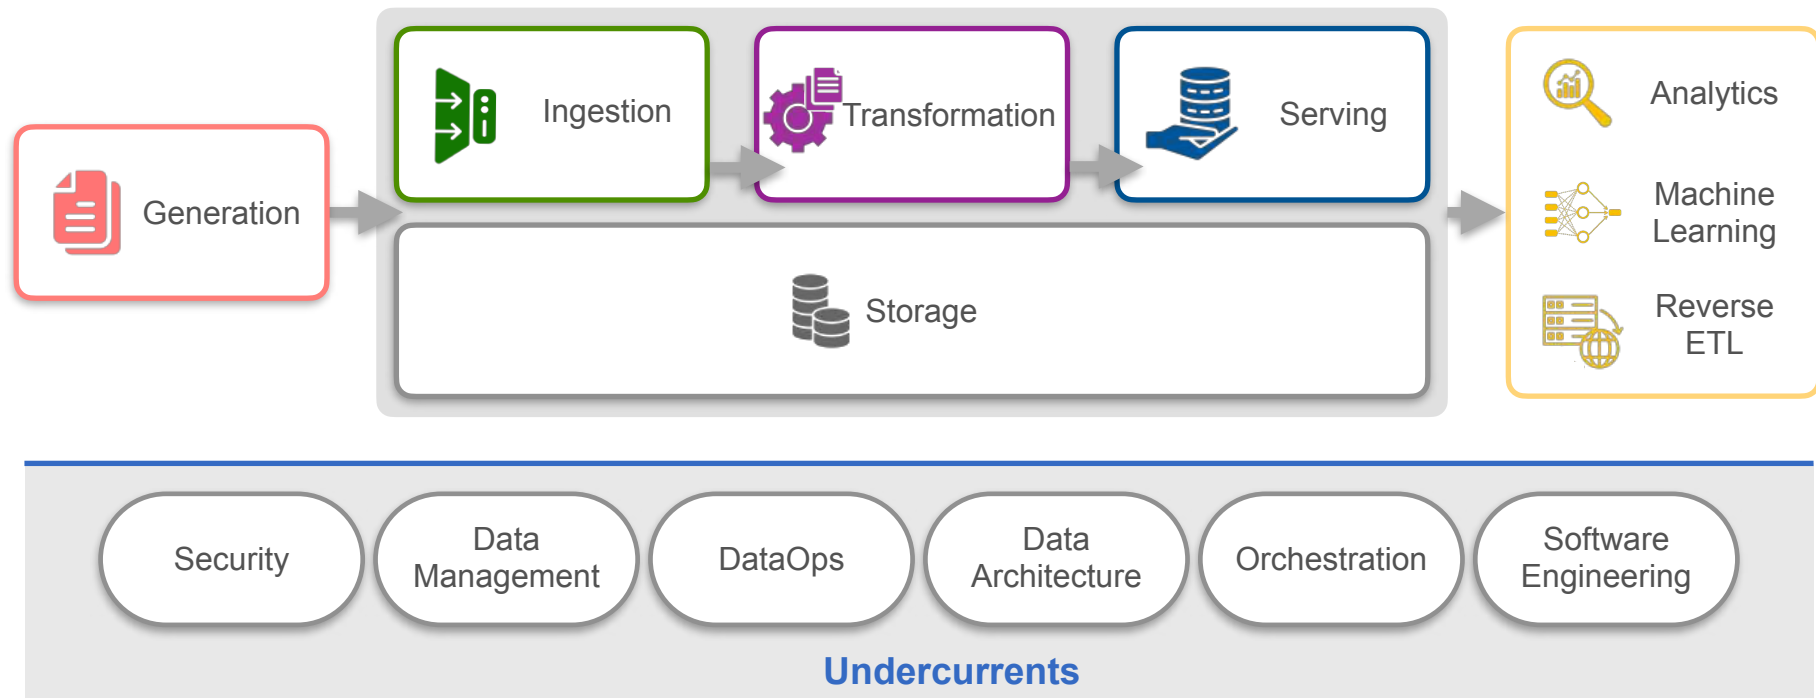 Generation
Ingestion
Transformation
Serving
Storage
Analytics
Machine
Learning
Reverse
ETL
Security
Data
Management
DataOps
Data
Architecture
Orchestration
Software
Engineering
Undercurrents